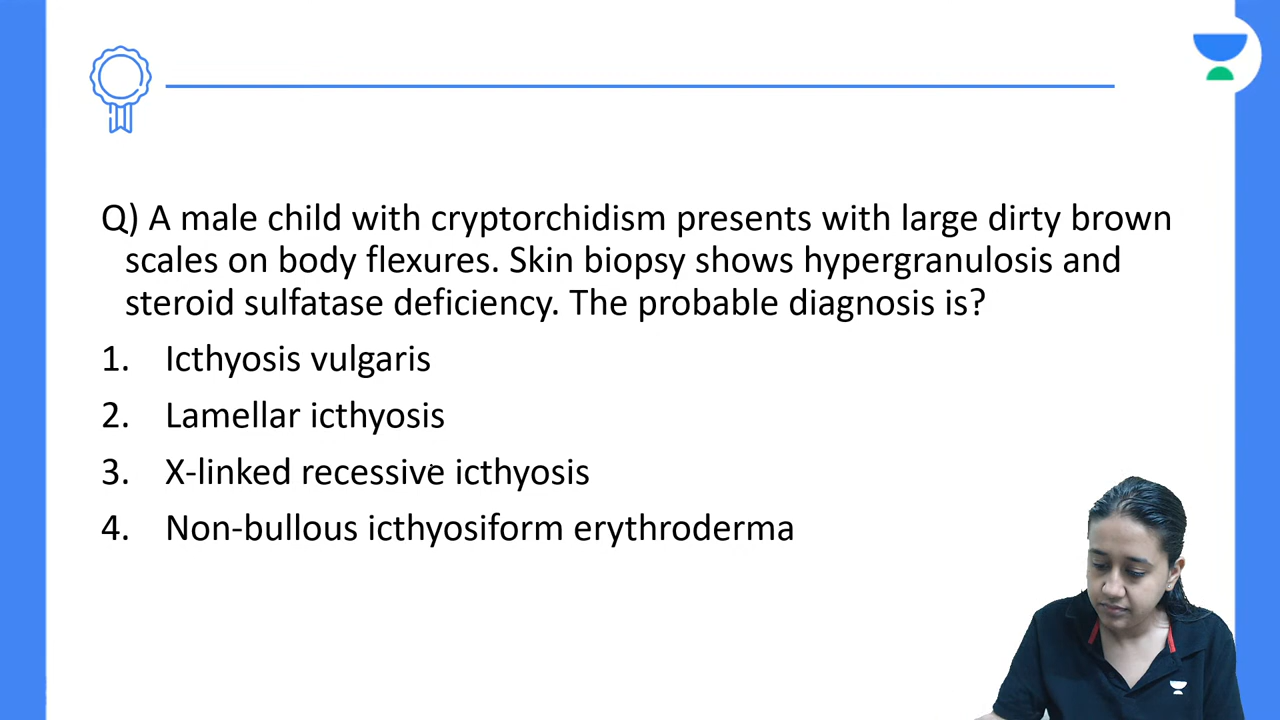 Q) A male child with cryptorchidism presents with large dirty brown
scales on body flexures. Skin biopsy shows hypergranulosis and
steroid sulfatase deficiency. The probable diagnosis is?
1. Icthyosis vulgaris
2. Lamellar icthyosis
3. X-linked recessive icthyosis
4. Non-bullous icthyosiform erythroderma